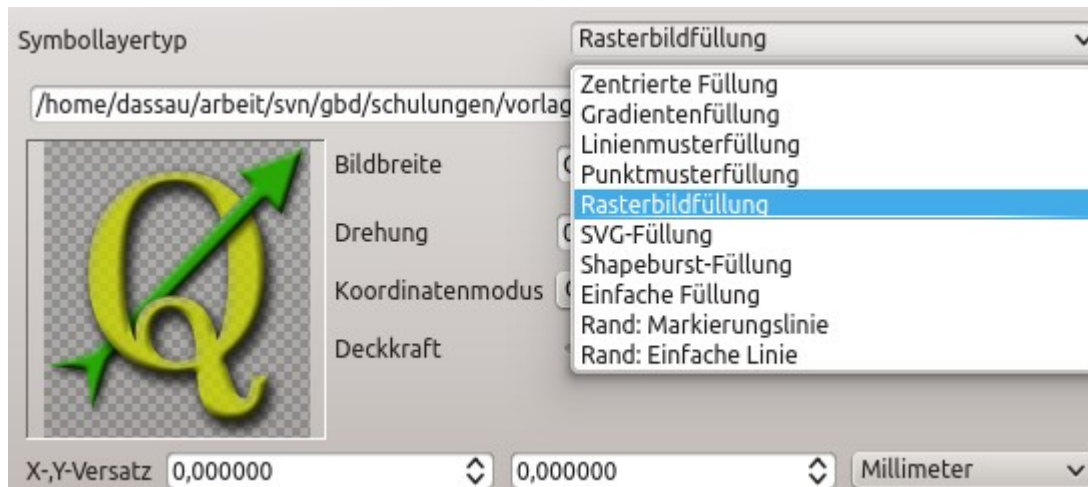 Symbollayertyp Rasterbildfüllung
/home/dassau/arbeit/svn/gbd/schulungen/vorlag
Zentrierte Füllung
Gradientenfüllung
Linienmusterfüllung
Punktmusterfüllung
Rasterbildfüllung
SVG-Füllung
Shapeburst-Füllung
Einfache Füllung
Rand: Markierungslinie
Rand: Einfache Linie
Bildbreite
Drehung
Koordinatenmodus
Deckkraft
X-,Y-Versatz 0,000000 0,000000 Millimeter